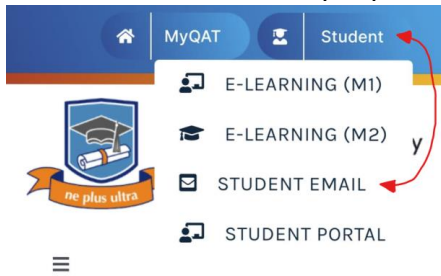 MyQAT Student
E-LEARNING (M1)
E-LEARNING (M2)
y
STUDENT EMAIL
ne plus ultra
STUDENT PORTAL